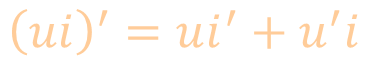 (ui)′ = ui′ + u′i